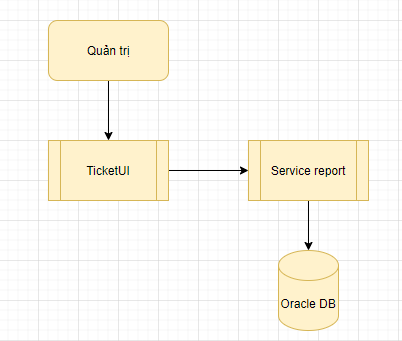 Quản trị
TicketUI
Service report
Oracle DB